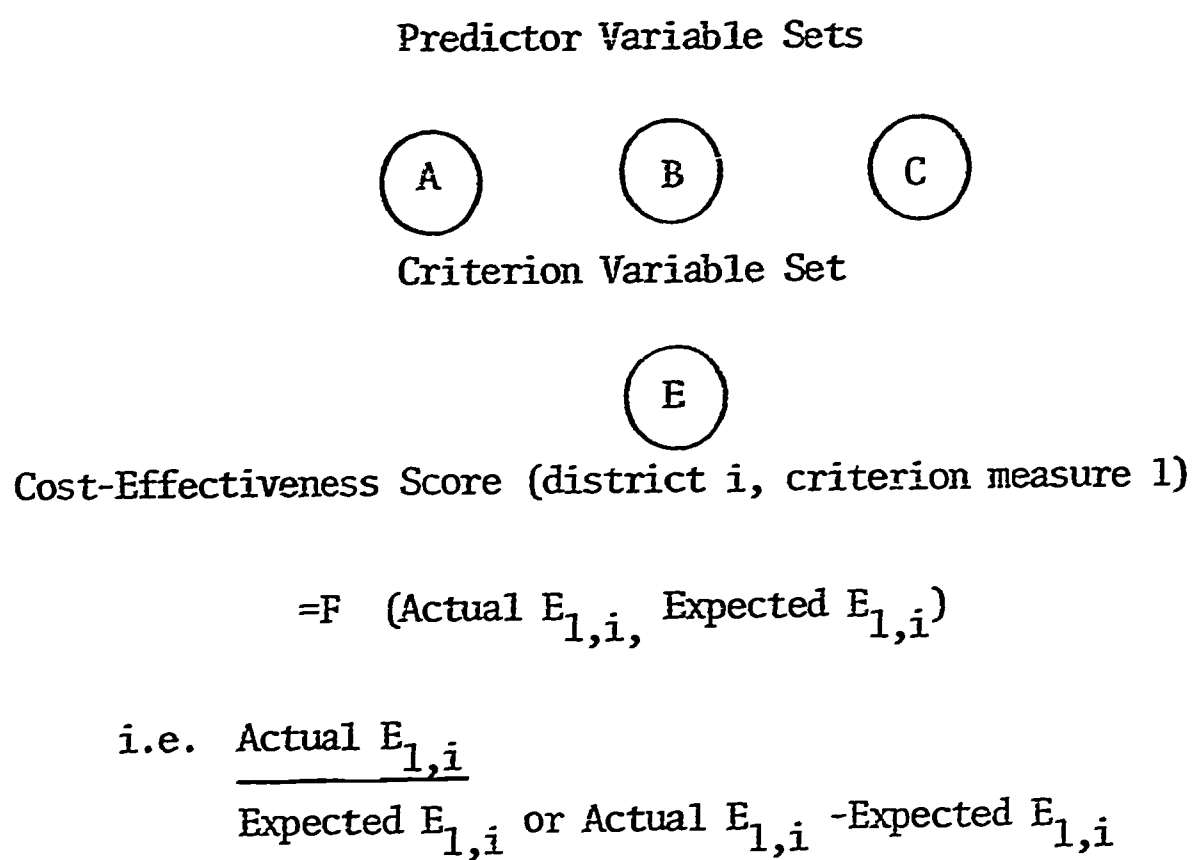 Predictor Variable Sets
A B C
Criterion Variable Set
E
Cost-Effectiveness Score (district i, criterion measure 1)
=F (Actual E1,i, Expected E1,i)
i.e. Actual E1,i
Expected E1,i or Actual E1,i -Expected E1,i